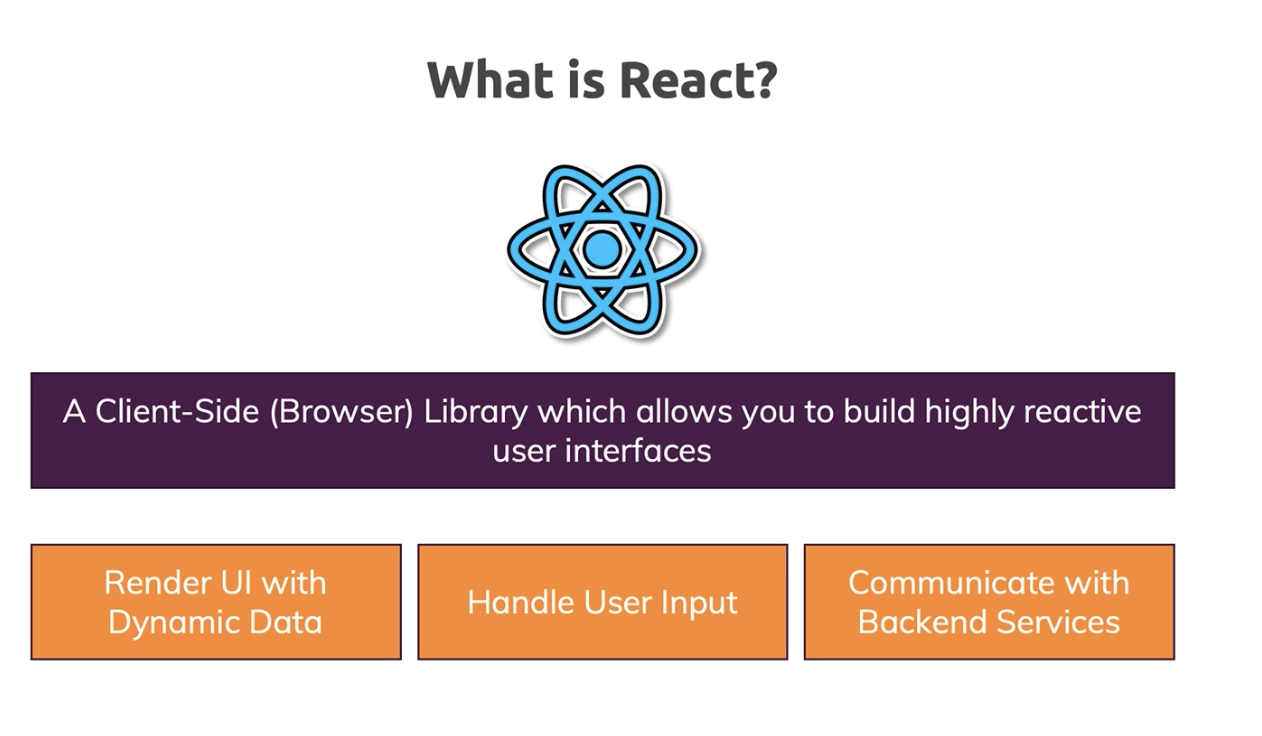 What is React?
A Client-Side (Browser) Library which allows you to build highly reactive
user interfaces
Render UI with
Dynamic Data
Handle User Input
Communicate with
Backend Services